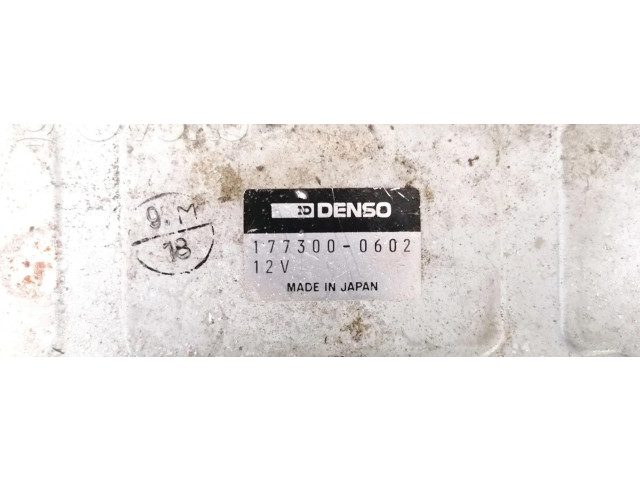 9. M
18
DENSO
177300-0602
12V
MADE IN JAPAN